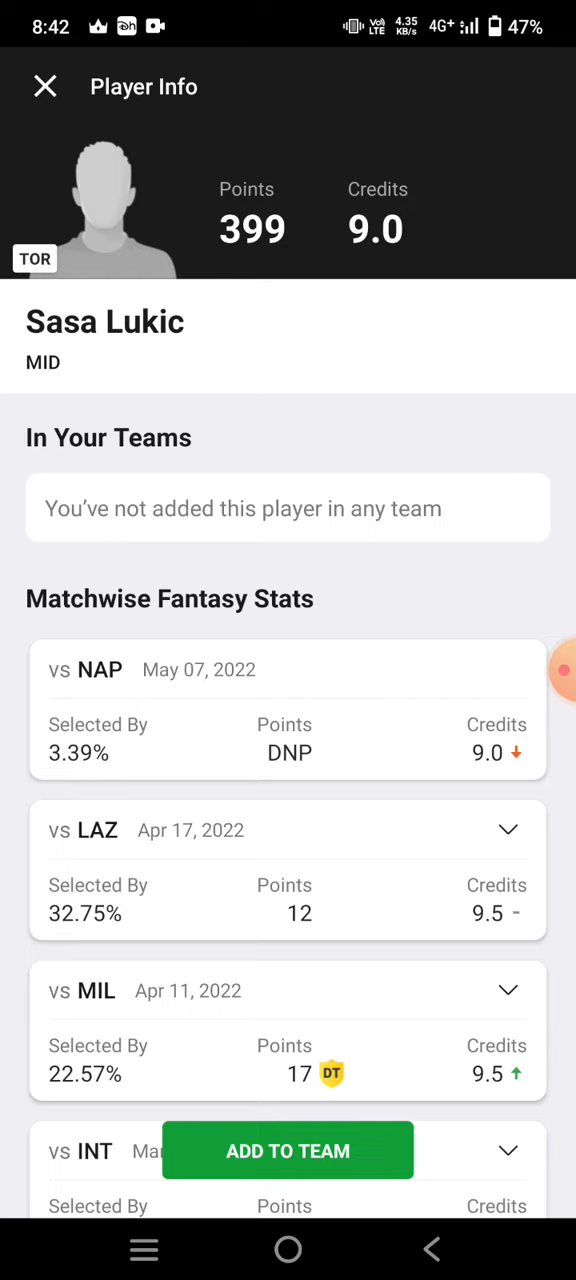 8:42 Dh Vo) LTE 4.35 KB/s 4G+ 47%
Player Info
Points Credits
399 9.0
TOR
Sasa Lukic
MID
In Your Teams
You’ve not added this player in any team
Matchwise Fantasy Stats
vs NAP May 07, 2022
Selected By Points Credits
3.39% DNP 9.0
vs LAZ Apr 17, 2022
Selected By Points Credits
32.75% 12 9.5 -
vs MIL Apr 11, 2022
Selected By Points Credits
22.57% 17 DT 9.5
vs INT Ma
ADD TO TEAM
Selected By Points Credits